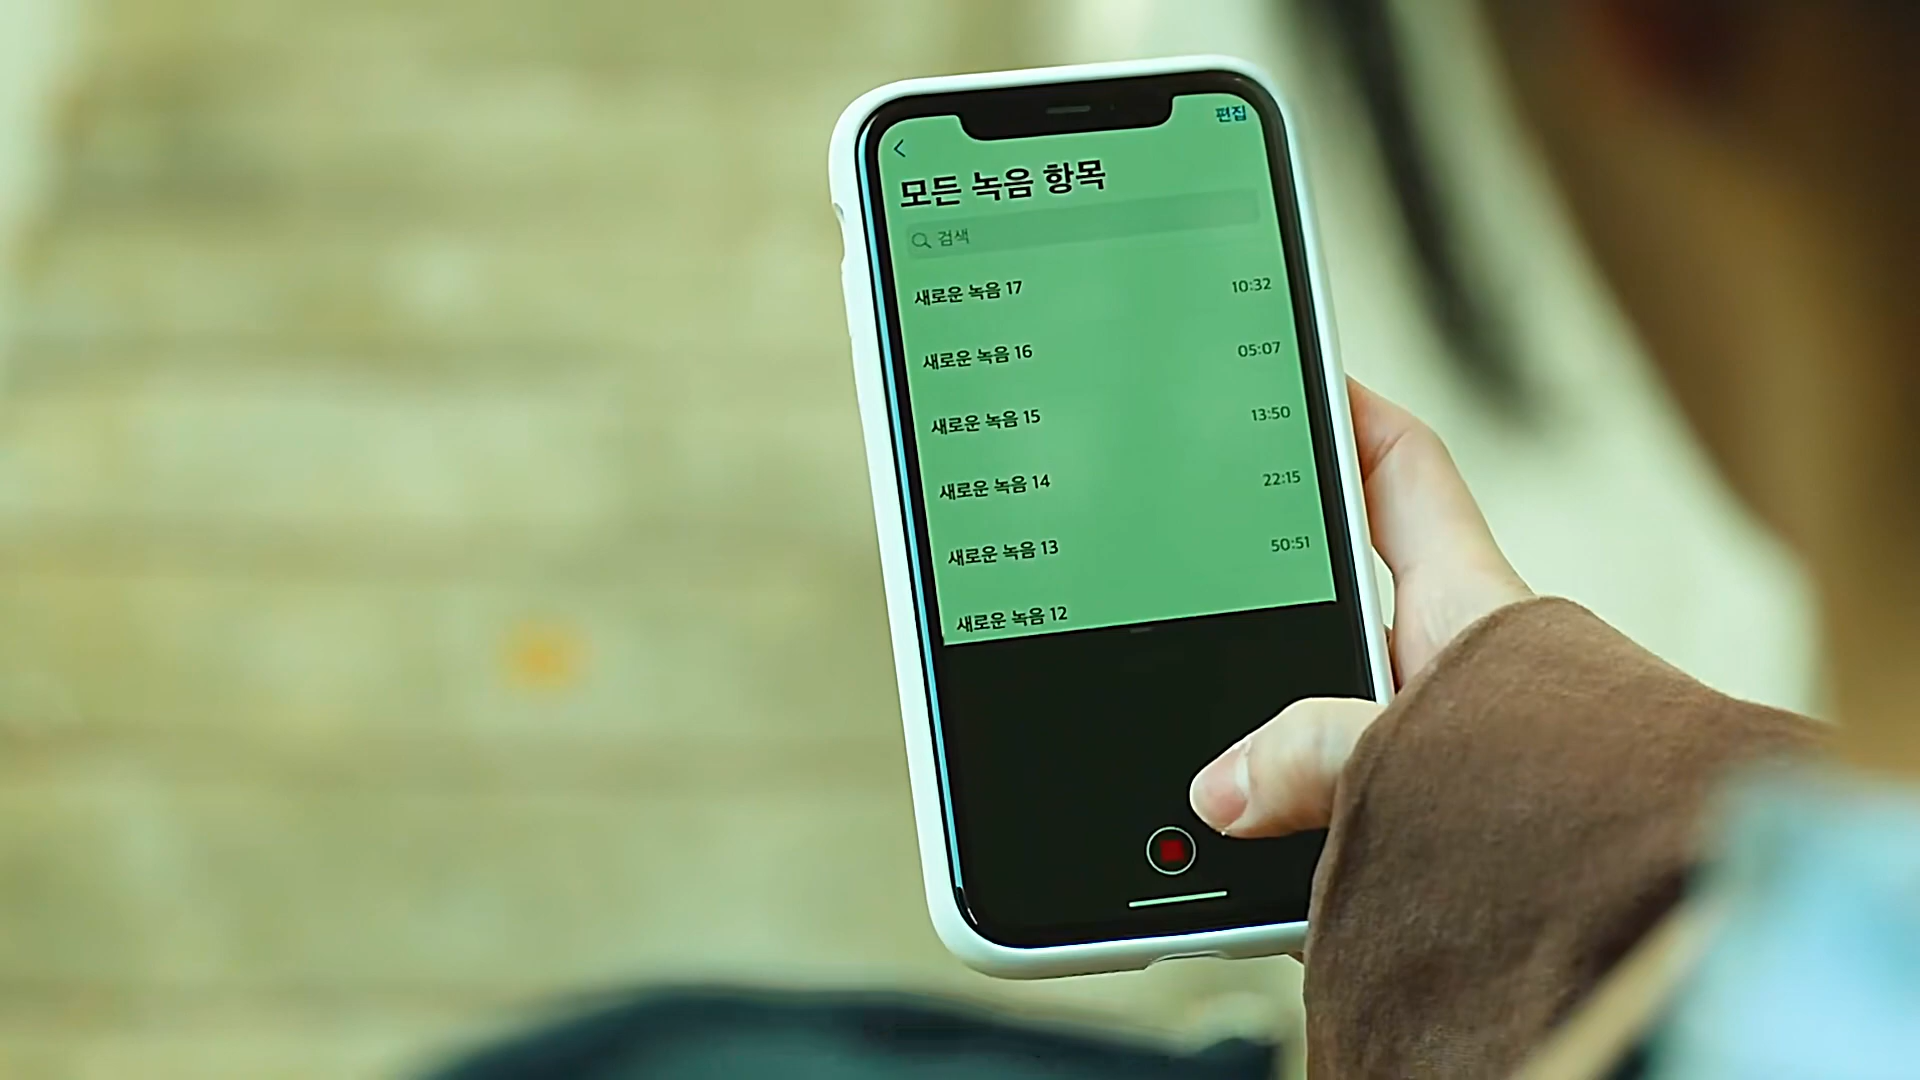 편집
모든 녹음 항목
검색
새로운 녹음 17 10:32
새로운 녹음 16 05:07
새로운 녹음 15 13:50
새로운 녹음 14 22:15
새로운 녹음 13 50:51
새로운 녹음 12